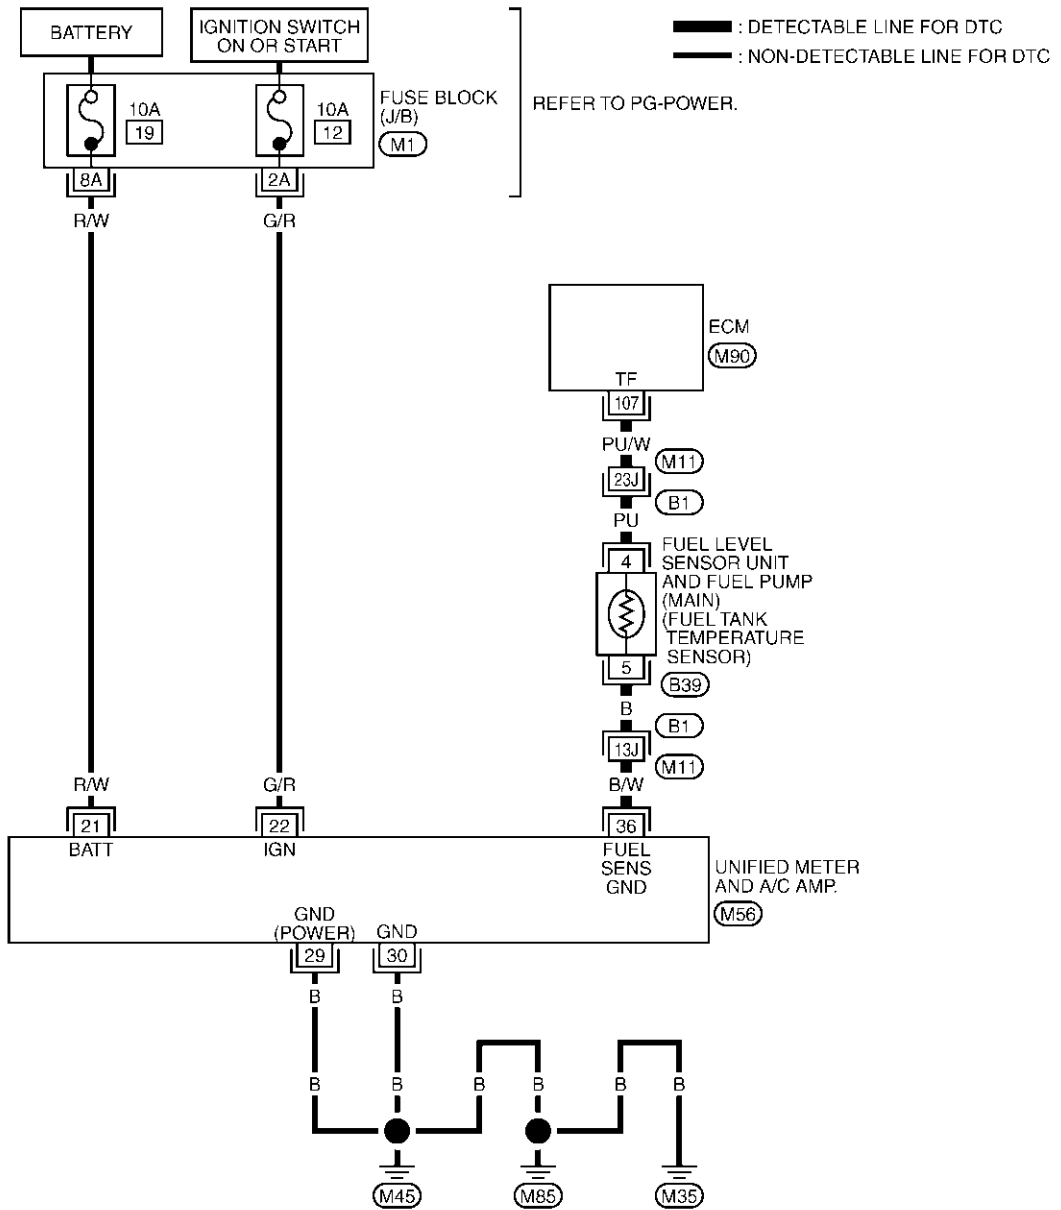 BATTERY
IGNITION SWITCH
ON OR START
: DETECTABLE LINE FOR DTC
: NON-DETECTABLE LINE FOR DTC
10A
19
10A
12
FUSE BLOCK
(J/B)
M1
REFER TO PG-POWER.
8A
2A
R/W
G/R
ECM
M90
TF
107
PU/W
M11
23J
B1
PU
4
FUEL LEVEL
SENSOR UNIT
AND FUEL PUMP
(MAIN)
(FUEL TANK
TEMPERATURE
SENSOR)
5
B39
B
B1
13J
M11
R/W
G/R
B/W
21
22
36
BATT
IGN
FUEL
SENS
GND
UNIFIED METER
AND A/C AMP.
M56
GND
(POWER)
GND
29
30
B
B
B
B
B
B
B
B
M45
M85
M35